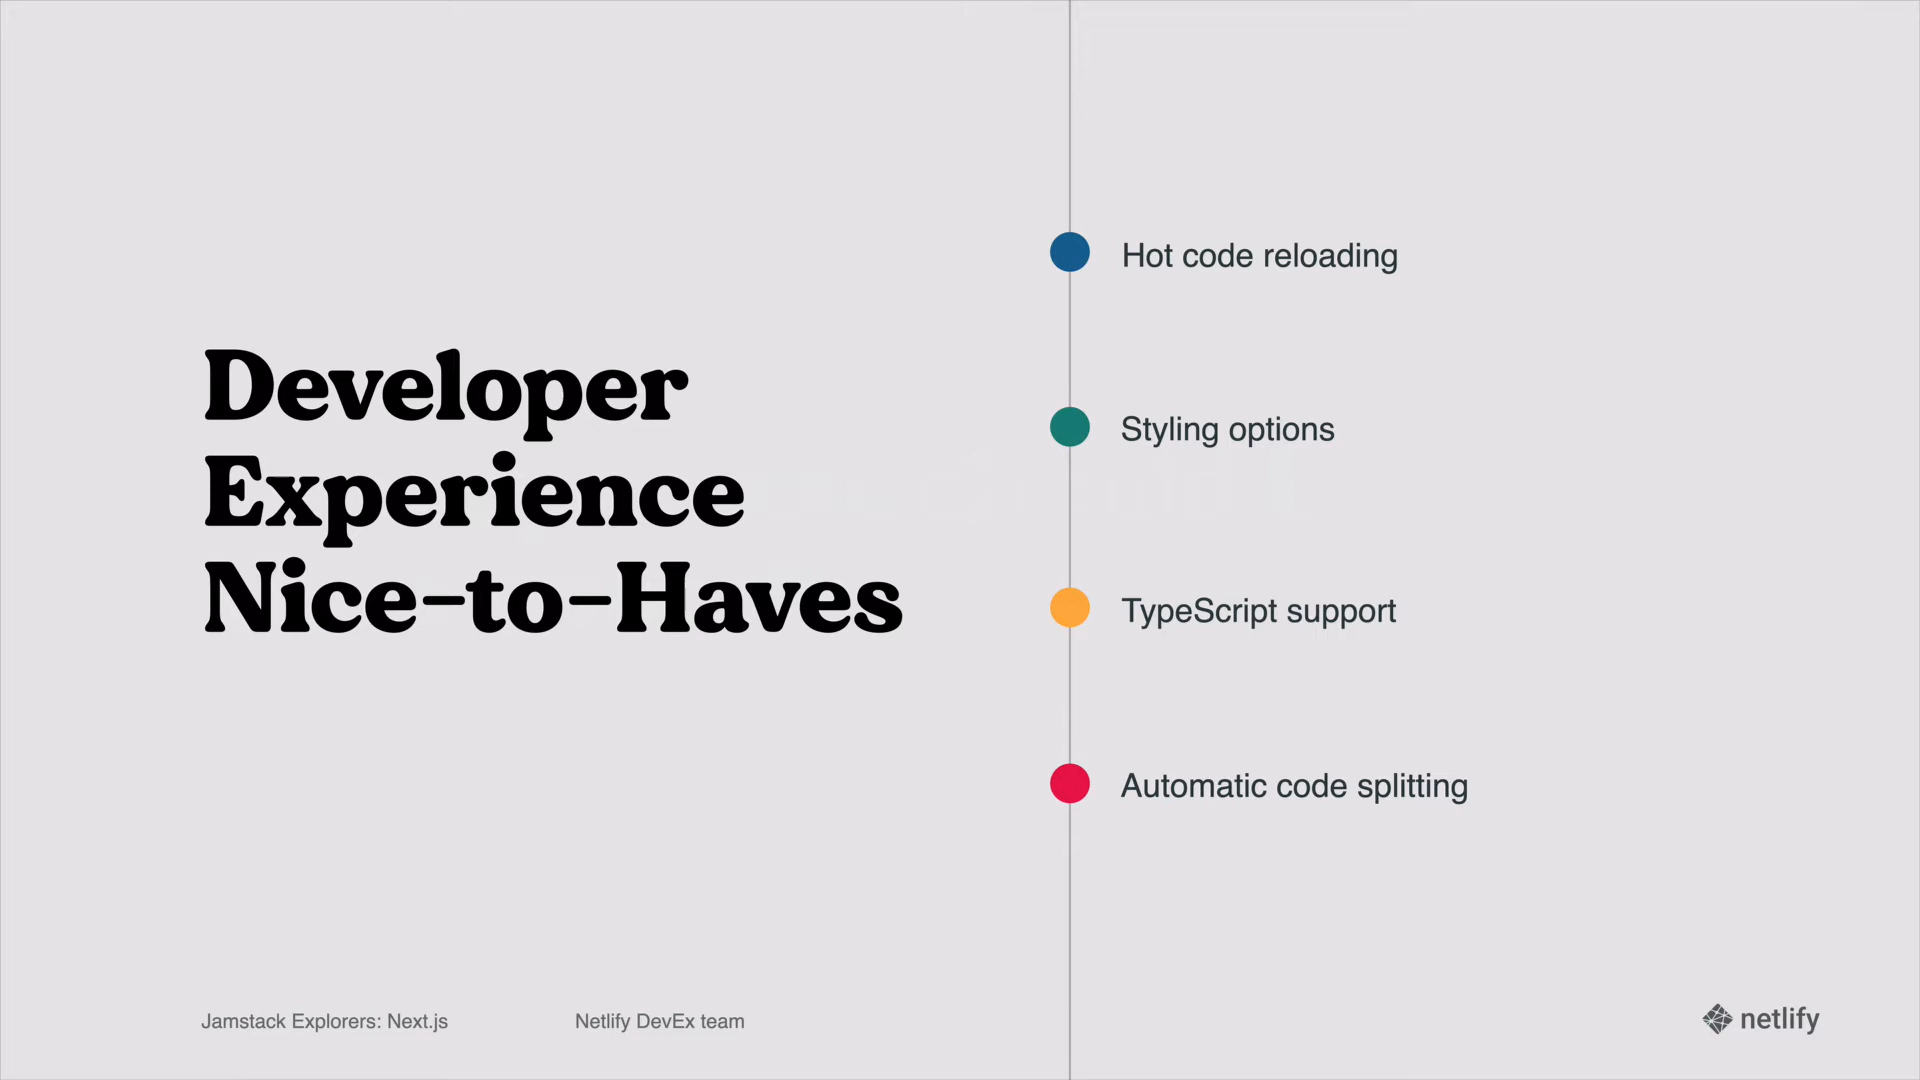 Developer
Experience
Nice-to-Haves
Hot code reloading
Styling options
TypeScript support
Automatic code splitting
Jamstack Explorers: Next.js
Netlify DevEx team
netlify